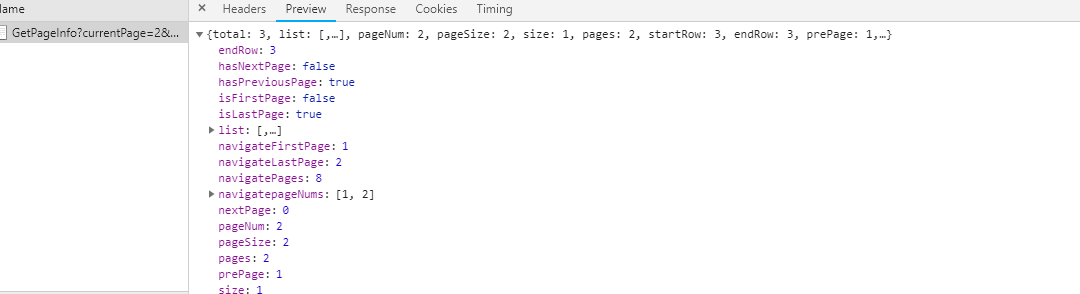 ame
Headers Preview Response Cookies Timing
GetPageInfo?currentPage=2&...
{total: 3, list: [,…], pageNum: 2, pageSize: 2, size: 1, pages: 2, startRow: 3, endRow: 3, prePage: 1,…}
endRow: 3
hasNextPage: false
hasPreviousPage: true
isFirstPage: false
isLastPage: true
list: [,…]
navigateFirstPage: 1
navigateLastPage: 2
navigatePages: 8
navigatepageNums: [1, 2]
nextPage: 0
pageNum: 2
pageSize: 2
pages: 2
prePage: 1
size: 1